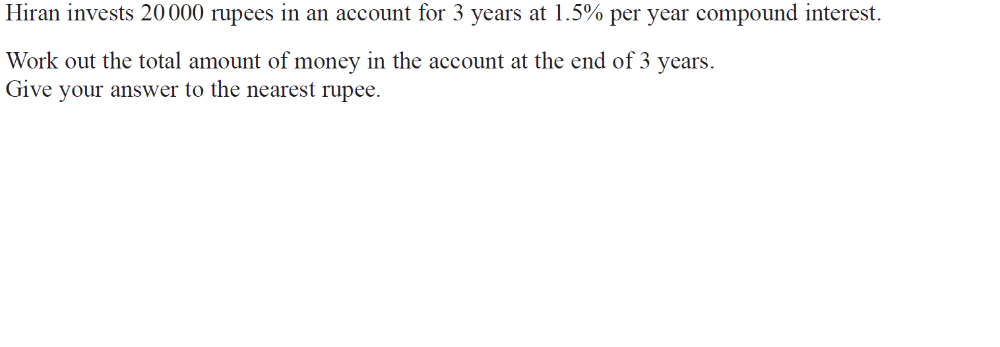 Hiran invests 20 000 rupees in an account for 3 years at 1.5% per year compound interest.
Work out the total amount of money in the account at the end of 3 years.
Give your answer to the nearest rupee.